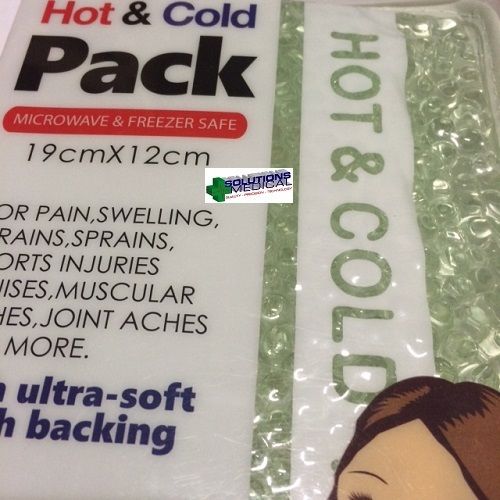 Hot & Cold
Pack
MICROWAVE & FREEZER SAFE
19cmX12cm
OR PAIN,SWELLING,
RAINS,SPRAINS,
ORTS INJURIES
UISES,MUSCULAR
HES,JOINT ACHES
MORE.
ultra-soft
h backing
HOT & COLD
SOLUTIONS
MEDICAL